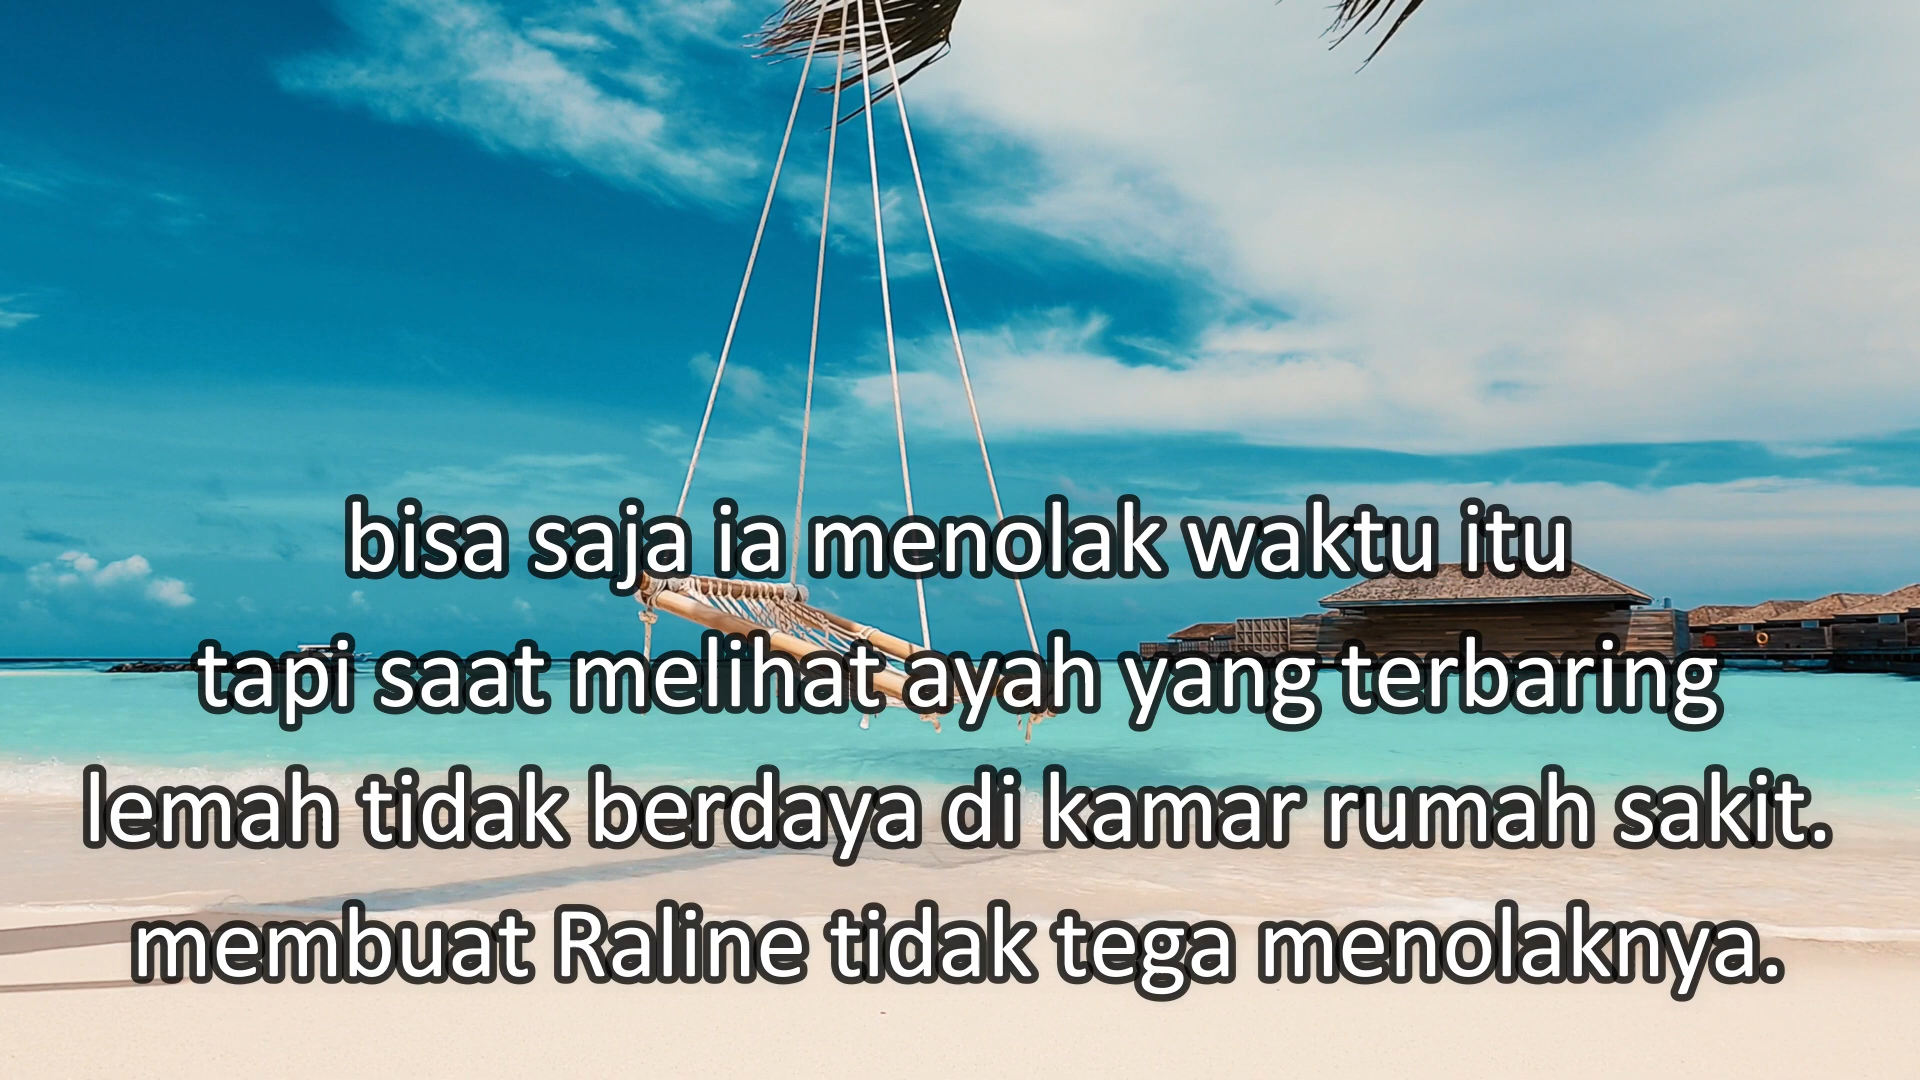 bisa saja ia menolak waktu itu
tapi saat melihat ayah yang terbaring
lemah tidak berdaya di kamar rumah sakit.
membuat Raline tidak tega menolaknya.